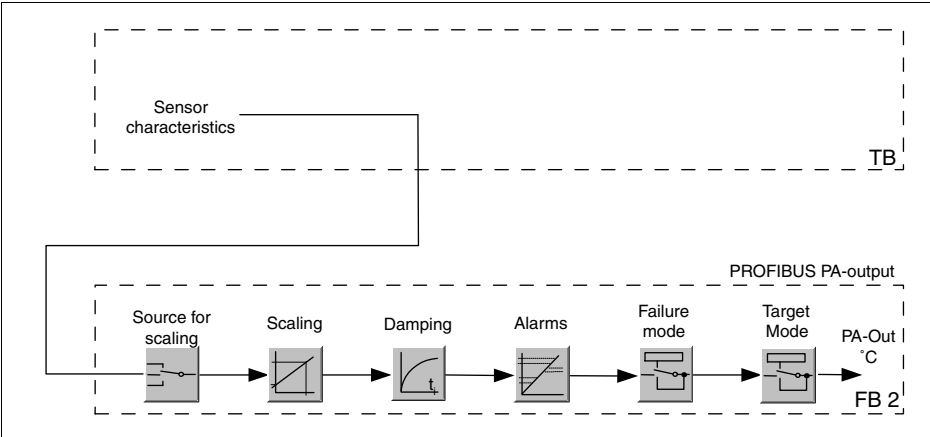 Sensor
characteristics
TB
PROFIBUS PA-output
Source for
scaling
Scaling
Damping
Alarms
Failure
mode
Target
Mode
PA-Out
°C
ti
FB 2